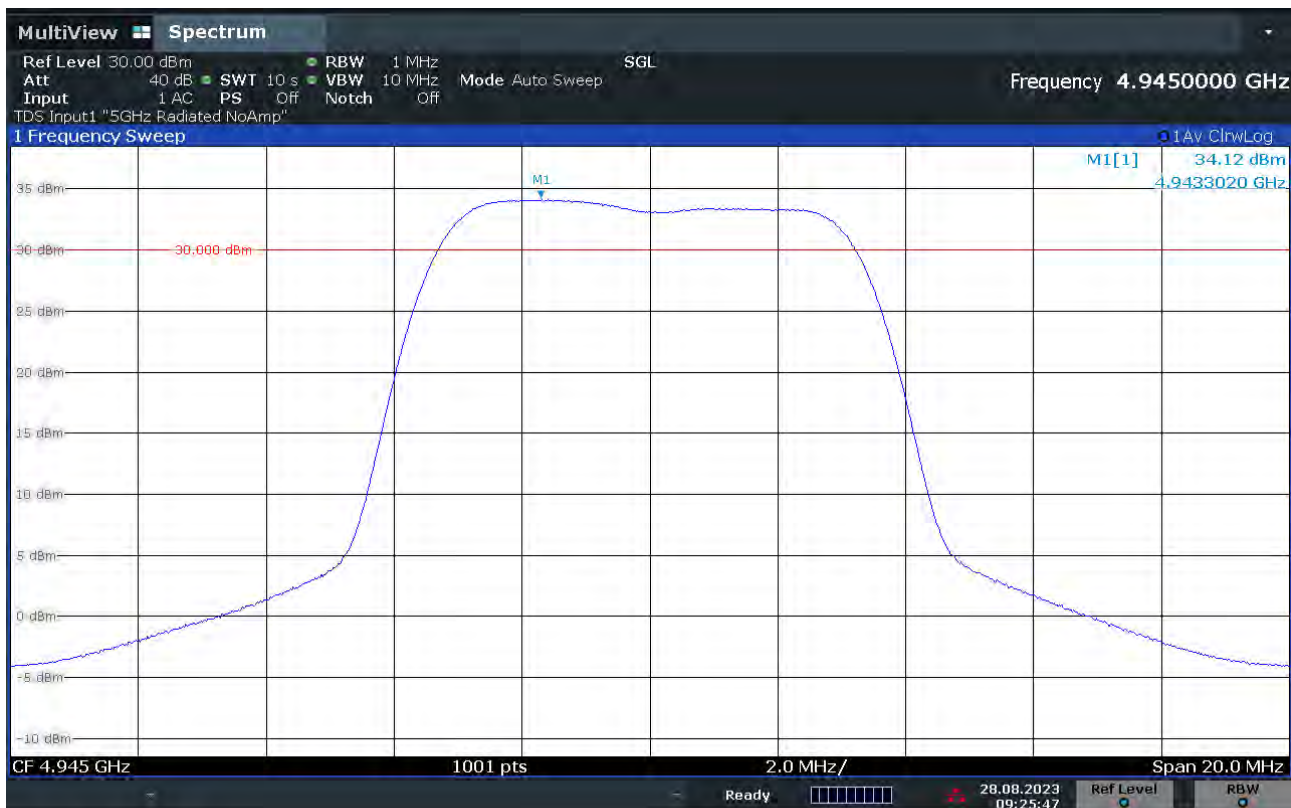 MultiView Spectrum
Ref Level 30.00 dBm RBW 1 MHz SGL
Att 40 dB SWT 10 s VBW 10 MHz Mode Auto Sweep Frequency 4.9450000 GHz
Input 1 AC PS Off Notch Off
TDS Input1 "5GHz Radiated NoAmp"
1 Frequency Sweep 1Av ClrwLog
M1[1] 34.12 dBm
4.9433020 GHz
M1
35 dBm
30 dBm 30.000 dBm
25 dBm
20 dBm
15 dBm
10 dBm
5 dBm
0 dBm
-5 dBm
-10 dBm
CF 4.945 GHz 1001 pts 2.0 MHz/ Span 20.0 MHz
Ready 28.08.2023 Ref Level RBW
09:25:47